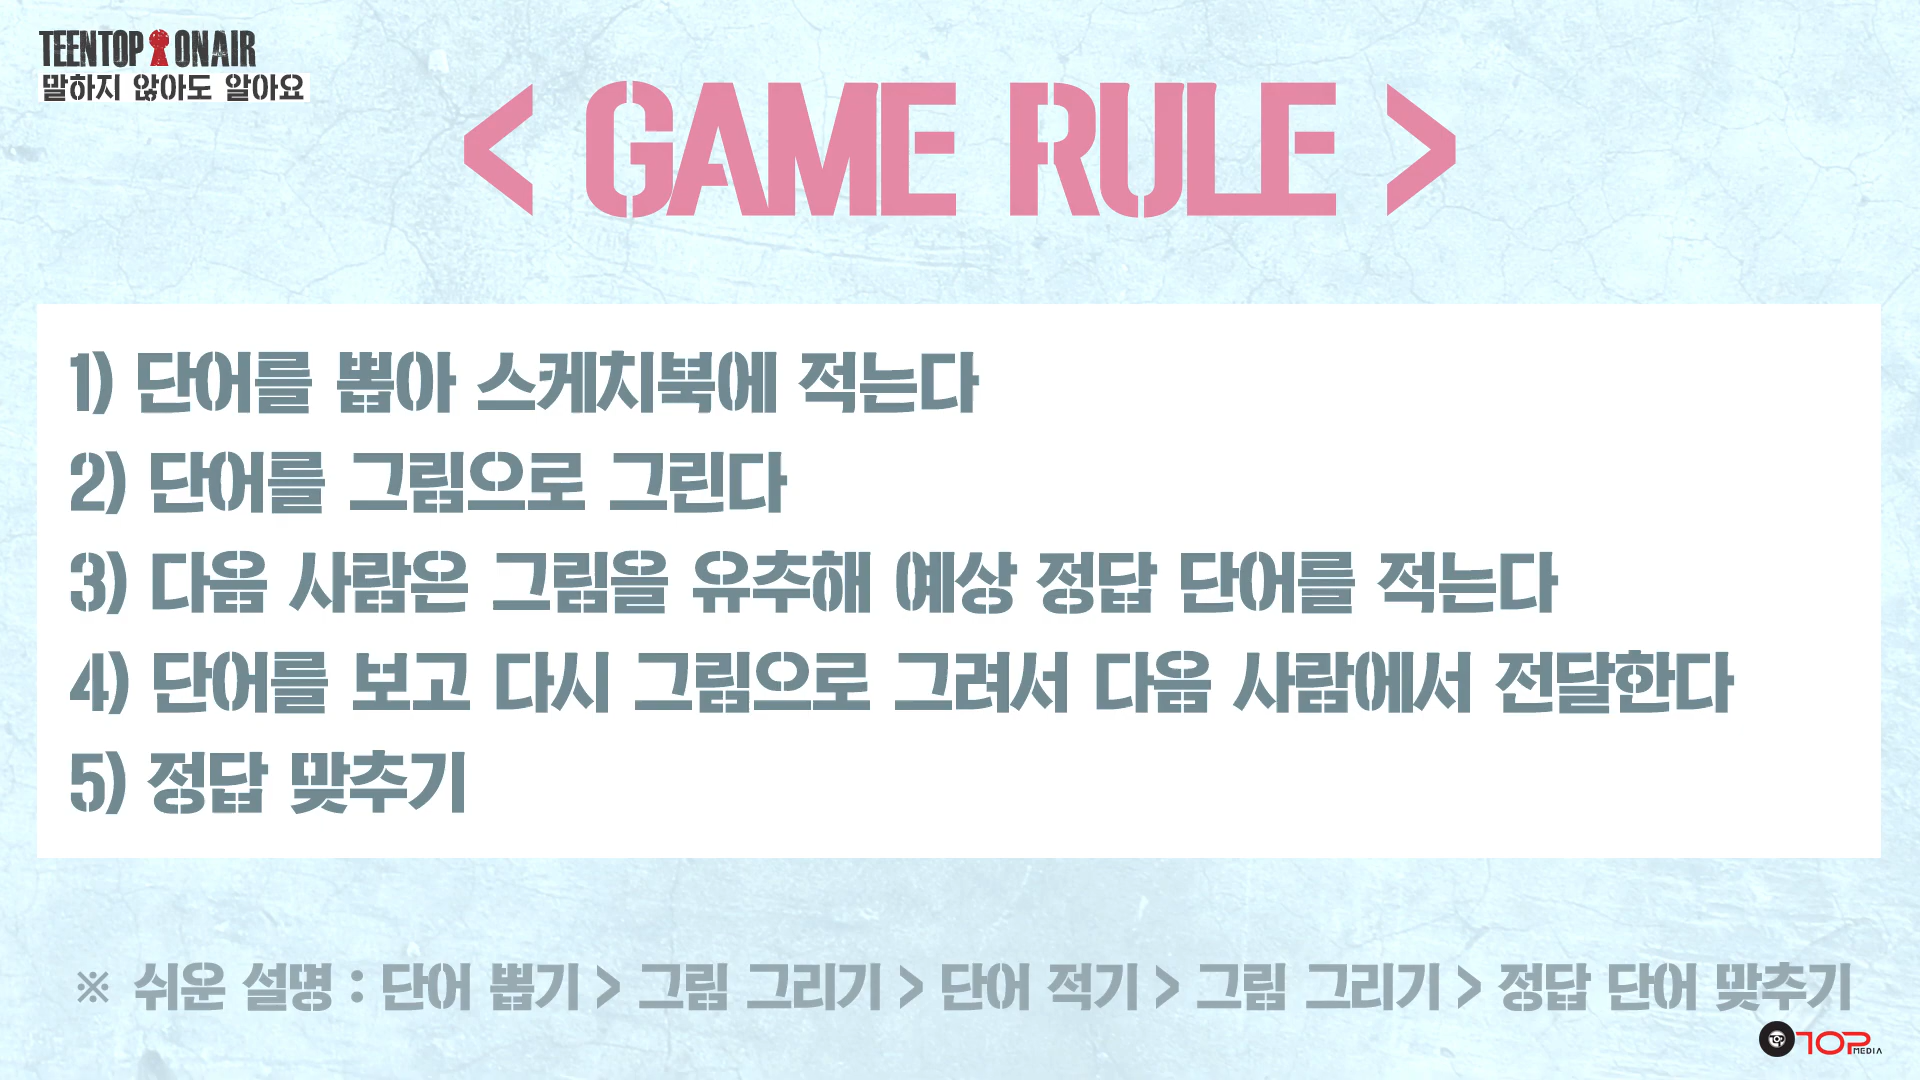 TEENTOP ONAIR
말하지 않아도 알아요
< GAME RULE >
1) 단어를 뽑아 스케치북에 적는다
2) 단어를 그림으로 그린다
3) 다음 사람은 그림을 유추해 예상 정답 단어를 적는다
4) 단어를 보고 다시 그림으로 그려서 다음 사람에서 전달한다
5) 정답 맞추기
※ 쉬운 설명 : 단어 뽑기 > 그림 그리기 > 단어 적기 > 그림 그리기 > 정답 단어 맞추기
TOP MEDIA